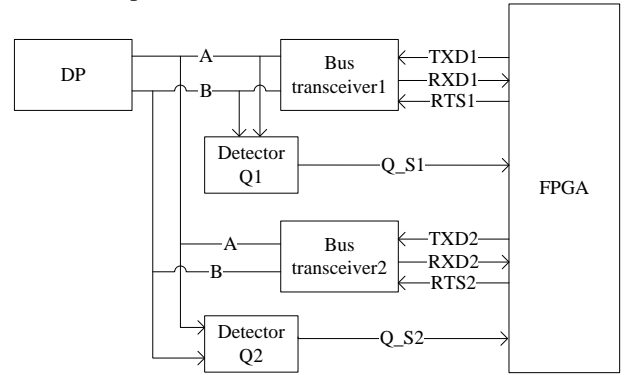 DP
A
B
Bus
transceiver1
TXD1
RXD1
RTS1
Detector
Q1
Q_S1
FPGA
A
B
Bus
transceiver2
TXD2
RXD2
RTS2
Detector
Q2
Q_S2